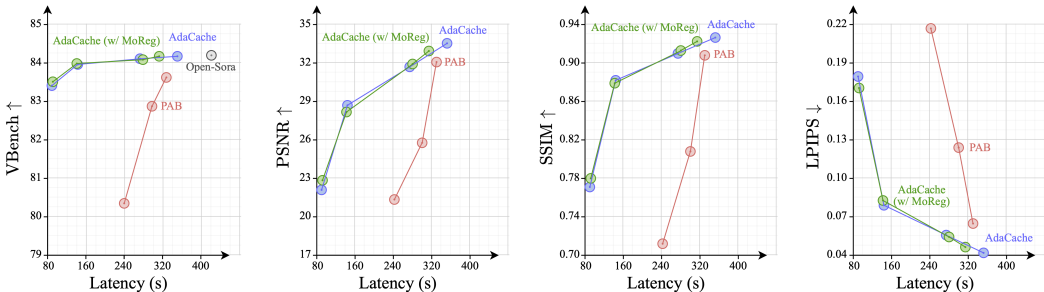 85
84
83
82
81
80
79
80
160
240
320
400
VBench ↑
Latency (s)
AdaCache (w/ MoReg)
AdaCache
Open-Sora
PAB
35
32
29
26
23
20
17
80
160
240
320
400
PSNR ↑
Latency (s)
AdaCache
AdaCache (w/ MoReg)
PAB
0.94
0.90
0.86
0.82
0.78
0.74
0.70
80
160
240
320
400
SSIM ↑
Latency (s)
AdaCache (w/ MoReg)
AdaCache
PAB
0.22
0.19
0.16
0.13
0.10
0.07
0.04
80
160
240
320
400
LPIPS ↓
Latency (s)
PAB
AdaCache
(w/ MoReg)
AdaCache